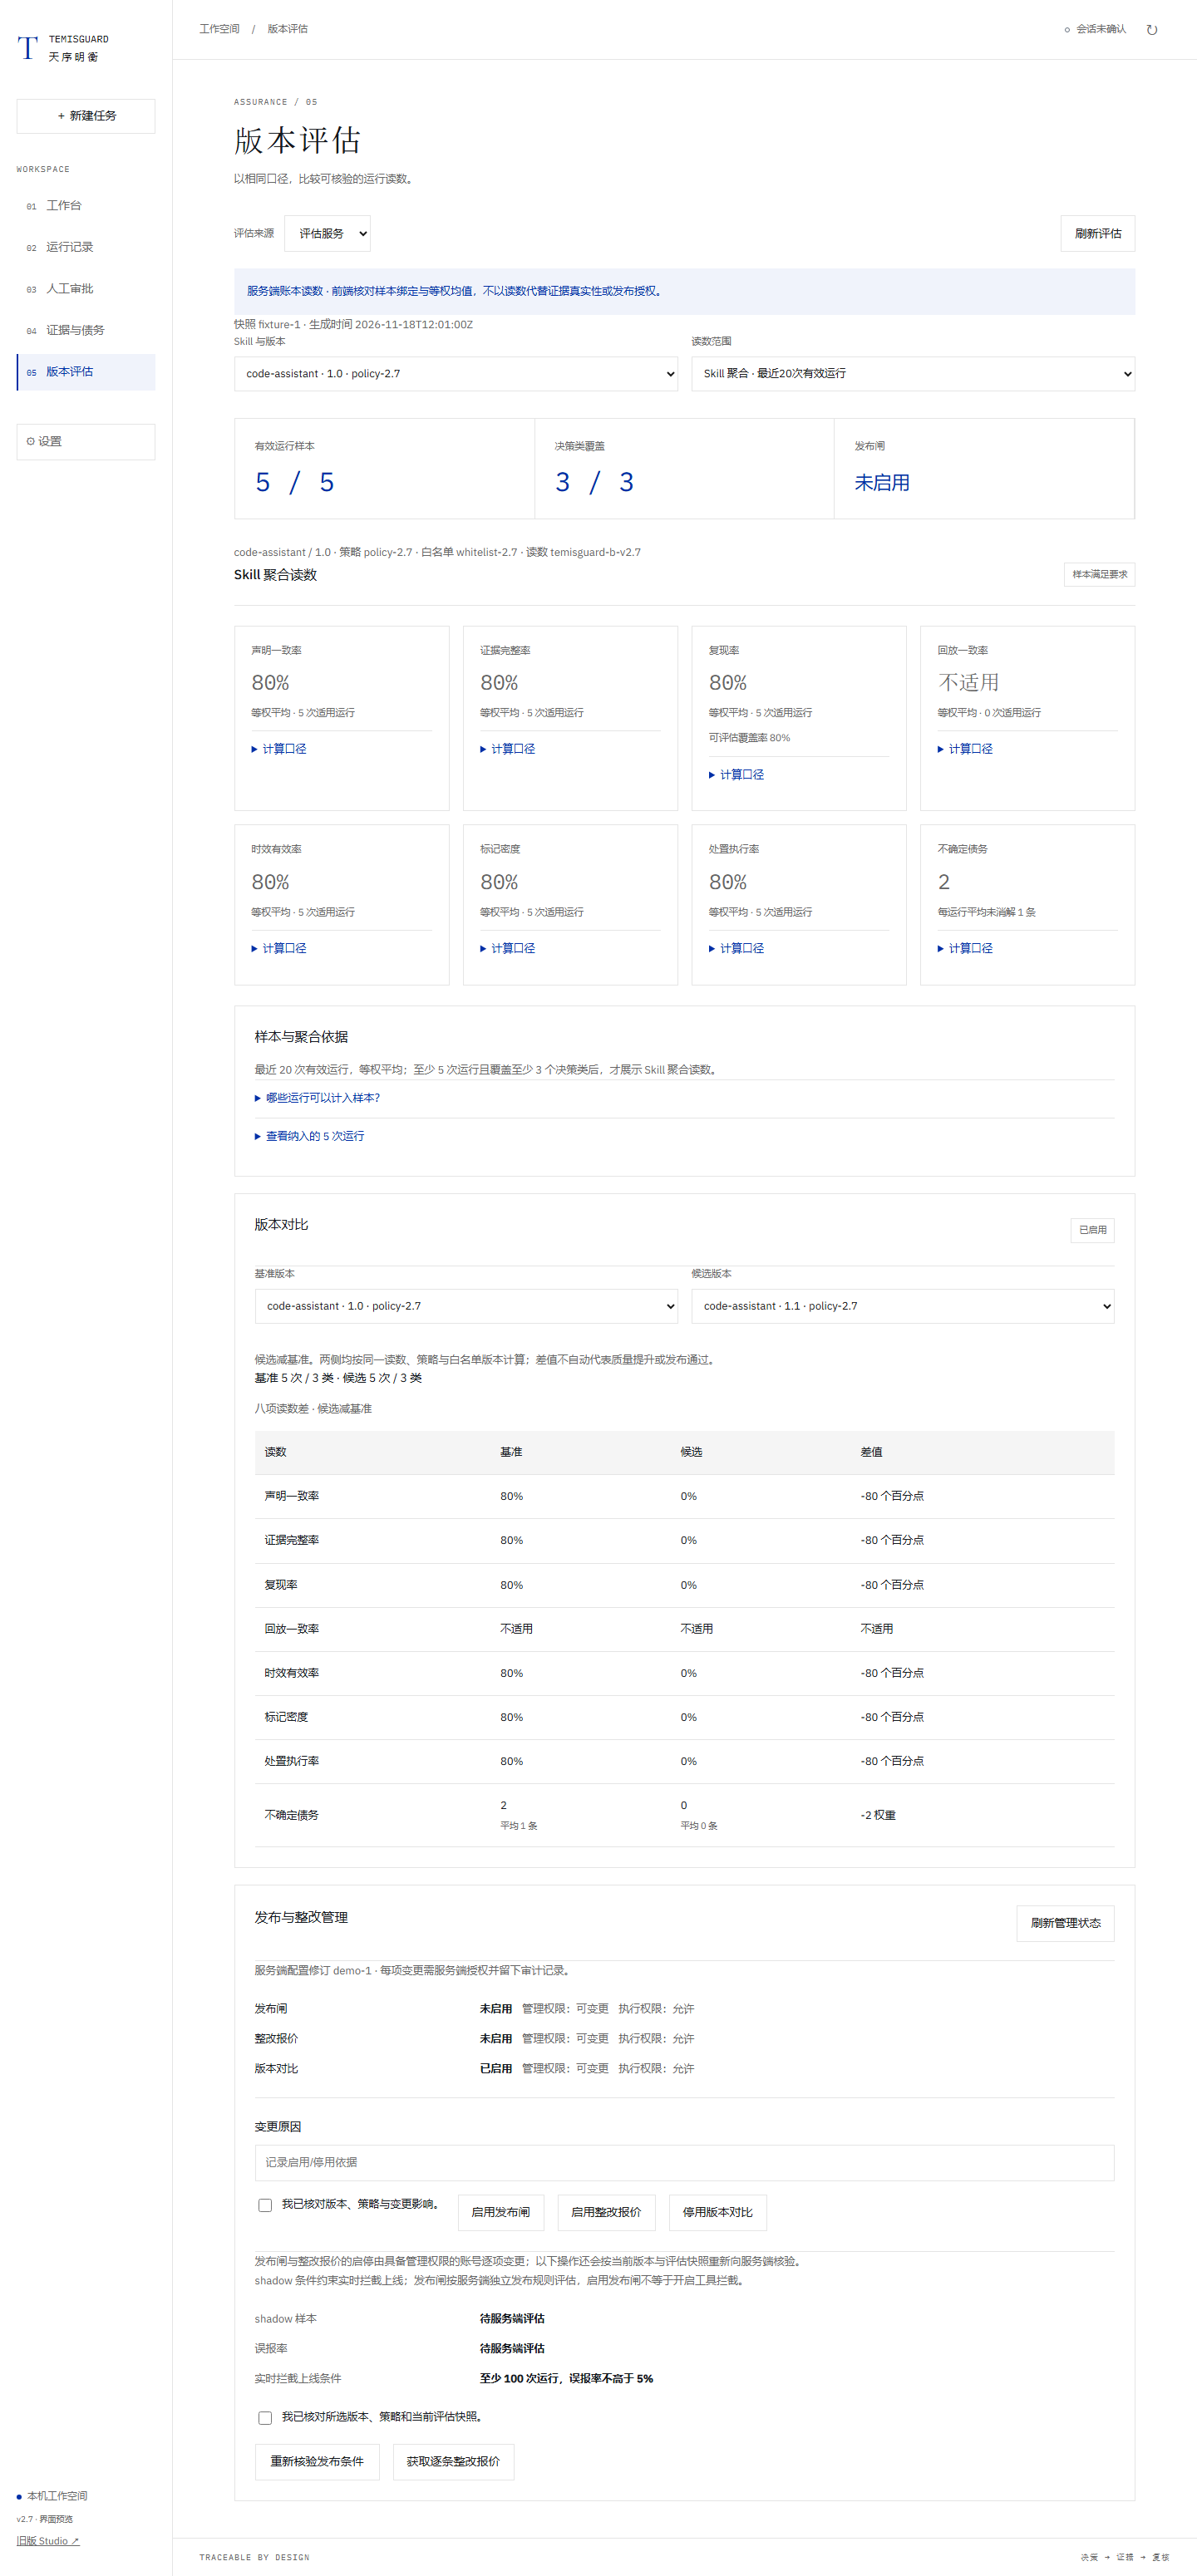 T
TEMISGUARD
天序明衡
+ 新建任务
WORKSPACE
01 工作台
02 运行记录
03 人工审批
04 证据与债务
05 版本评估
⚙ 设置
本机工作空间
v2.7 · 界面预览
旧版 Studio ↗
工作空间 / 版本评估
会话未确认 ↻
ASSURANCE / 05
版本评估
以相同口径，比较可核验的运行读数。
评估来源 评估服务 刷新评估
服务端账本读数 · 前端核对样本绑定与等权均值，不以读数代替证据真实性或发布授权。
快照 fixture-1 · 生成时间 2026-11-18T12:01:00Z
Skill 与版本 读数范围
code-assistant · 1.0 · policy-2.7 Skill 聚合 · 最近20次有效运行
有效运行样本 决策类覆盖 发布闸
5 / 5 3 / 3 未启用
code-assistant / 1.0 · 策略 policy-2.7 · 白名单 whitelist-2.7 · 读数 temisguard-b-v2.7
Skill 聚合读数 样本满足要求
声明一致率 证据完整率 复现率 回放一致率
80% 80% 80% 不适用
等权平均 · 5 次适用运行 等权平均 · 5 次适用运行 等权平均 · 5 次适用运行 等权平均 · 0 次适用运行
可评估覆盖率 80%
▶ 计算口径 ▶ 计算口径 ▶ 计算口径 ▶ 计算口径
时效有效率 标记密度 处置执行率 不确定债务
80% 80% 80% 2
等权平均 · 5 次适用运行 等权平均 · 5 次适用运行 等权平均 · 5 次适用运行 每运行平均未消解 1 条
▶ 计算口径 ▶ 计算口径 ▶ 计算口径 ▶ 计算口径
样本与聚合依据
最近 20 次有效运行，等权平均；至少 5 次运行且覆盖至少 3 个决策类后，才展示 Skill 聚合读数。
▶ 哪些运行可以计入样本？
▶ 查看纳入的 5 次运行
版本对比 已启用
基准版本 候选版本
code-assistant · 1.0 · policy-2.7 code-assistant · 1.1 · policy-2.7
候选减基准。两侧均按同一读数、策略与白名单版本计算；差值不自动代表质量提升或发布通过。
基准 5 次 / 3 类 · 候选 5 次 / 3 类
八项读数差 · 候选减基准
读数 基准 候选 差值
声明一致率 80% 0% -80 个百分点
证据完整率 80% 0% -80 个百分点
复现率 80% 0% -80 个百分点
回放一致率 不适用 不适用 不适用
时效有效率 80% 0% -80 个百分点
标记密度 80% 0% -80 个百分点
处置执行率 80% 0% -80 个百分点
不确定债务 2 0 -2 权重
平均 1 条 平均 0 条
发布与整改管理 刷新管理状态
服务端配置修订 demo-1 · 每项变更需服务端授权并留下审计记录。
发布闸 未启用 管理权限：可变更 执行权限：允许
整改报价 未启用 管理权限：可变更 执行权限：允许
版本对比 已启用 管理权限：可变更 执行权限：允许
变更原因
记录启用/停用依据
我已核对版本、策略与变更影响。 启用发布闸 启用整改报价 停用版本对比
发布闸与整改报价的启停由具备管理权限的账号逐项变更；以下操作还会按当前版本与评估快照重新向服务端核验。
shadow 条件约束实时拦截上线；发布闸按服务端独立发布规则评估，启用发布闸不等于开启工具拦截。
shadow 样本 待服务端评估
误报率 待服务端评估
实时拦截上线条件 至少 100 次运行，误报率不高于 5%
我已核对所选版本、策略和当前评估快照。
重新核验发布条件 获取逐条整改报价
TRACEABLE BY DESIGN 决策 → 证据 → 复核